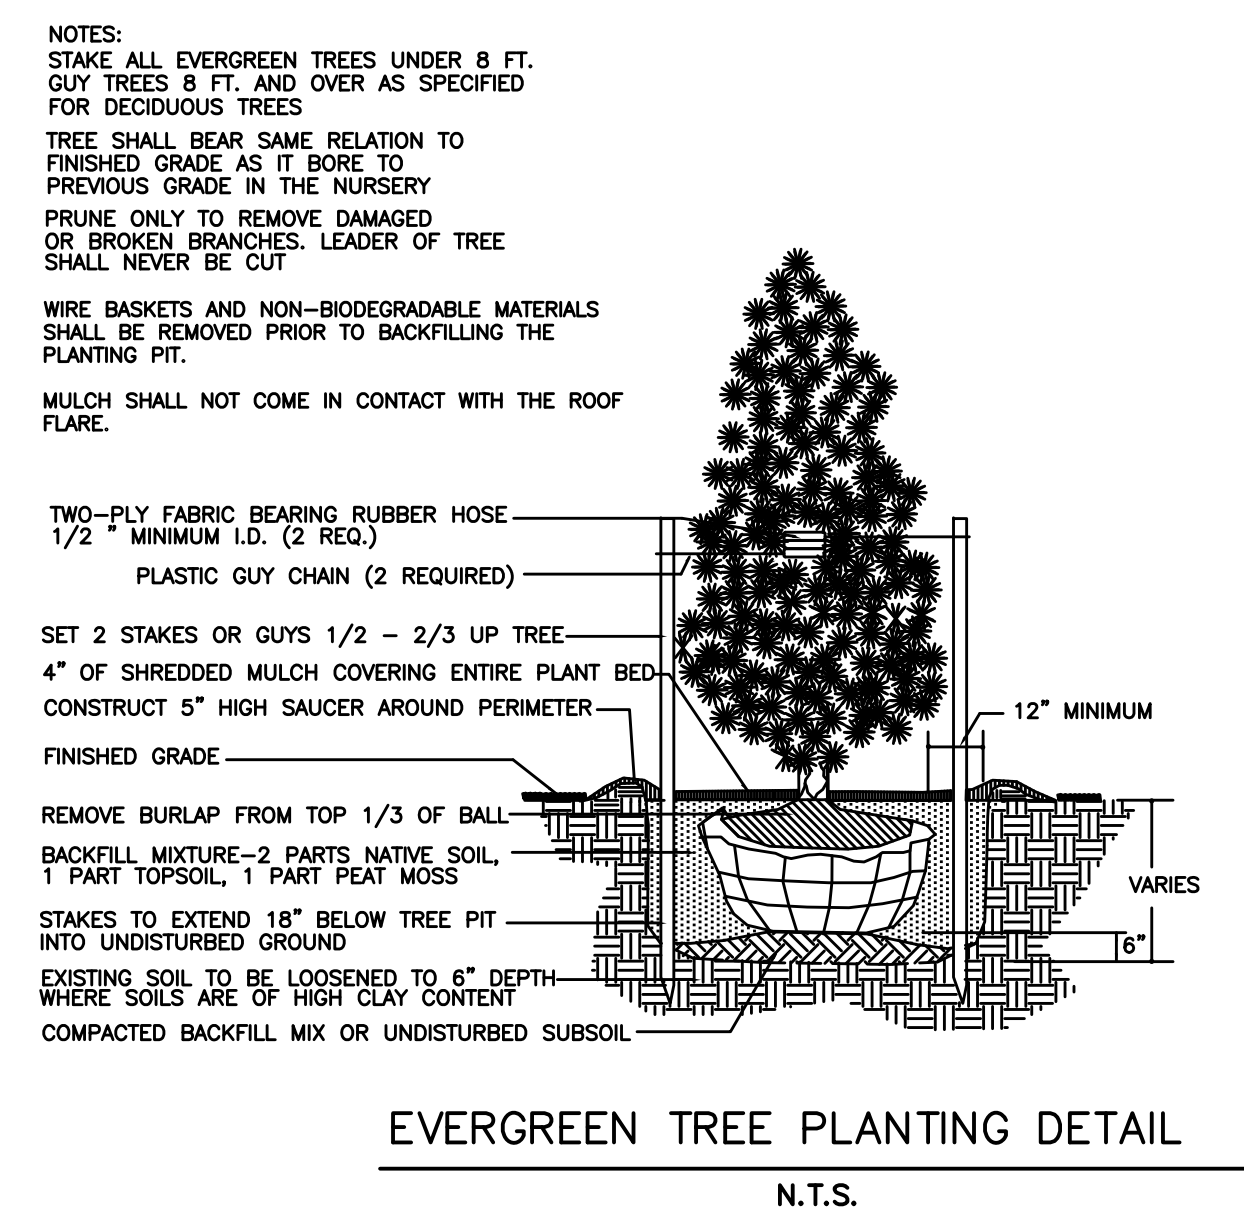 NOTES:
STAKE ALL EVERGREEN TREES UNDER 8 FT.
GUY TREES 8 FT. AND OVER AS SPECIFIED
FOR DECIDUOUS TREES
TREE SHALL BEAR SAME RELATION TO
FINISHED GRADE AS IT BORE TO
PREVIOUS GRADE IN THE NURSERY
PRUNE ONLY TO REMOVE DAMAGED
OR BROKEN BRANCHES. LEADER OF TREE
SHALL NEVER BE CUT
WIRE BASKETS AND NON-BIODEGRADABLE MATERIALS
SHALL BE REMOVED PRIOR TO BACKFILLING THE
PLANTING PIT.
MULCH SHALL NOT COME IN CONTACT WITH THE ROOF
FLARE.
TWO-PLY FABRIC BEARING RUBBER HOSE
1/2 " MINIMUM I.D. (2 REQ.)
PLASTIC GUY CHAIN (2 REQUIRED)
SET 2 STAKES OR GUYS 1/2 - 2/3 UP TREE
4" OF SHREDDED MULCH COVERING ENTIRE PLANT BED
CONSTRUCT 5" HIGH SAUCER AROUND PERIMETER
12" MINIMUM
FINISHED GRADE
REMOVE BURLAP FROM TOP 1/3 OF BALL
BACKFILL MIXTURE-2 PARTS NATIVE SOIL,
1 PART TOPSOIL, 1 PART PEAT MOSS
VARIES
STAKES TO EXTEND 18" BELOW TREE PIT
INTO UNDISTURBED GROUND
6"
EXISTING SOIL TO BE LOOSENED TO 6" DEPTH
WHERE SOILS ARE OF HIGH CLAY CONTENT
COMPACTED BACKFILL MIX OR UNDISTURBED SUBSOIL
EVERGREEN TREE PLANTING DETAIL
N.T.S.